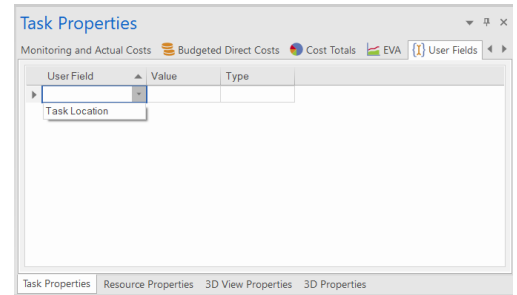 Task Properties
Monitoring and Actual Costs Budgeted Direct Costs Cost Totals EVA User Fields
User Field Value Type
Task Location
Task Properties Resource Properties 3D View Properties 3D Properties